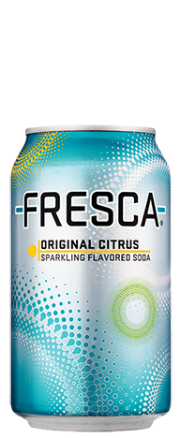 FRESCA®
ORIGINAL CITRUS
SPARKLING FLAVORED SODA